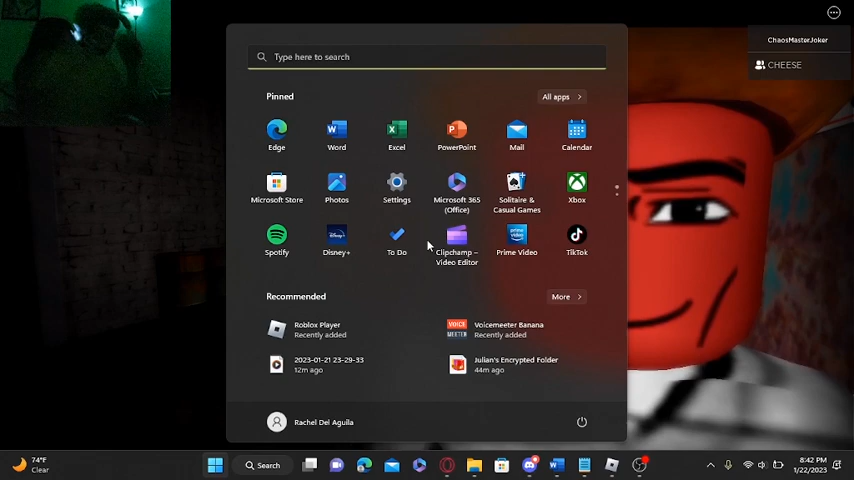 ChaosMasterJoker
CHEESE
Type here to search
Pinned
All apps
Edge
Word
Excel
PowerPoint
Mail
Calendar
Microsoft Store
Photos
Settings
Microsoft 365
(Office)
Solitaire &
Casual Games
Xbox
Spotify
Disney+
To Do
Clipchamp –
Video Editor
Prime Video
TikTok
Recommended
More
Roblox Player
Recently added
VOICE
MEETER
Voicemeeter Banana
Recently added
2023-01-21 23-29-33
12m ago
Julian's Encrypted Folder
44m ago
Rachel Del Aguila
74°F
Clear
Search
8:42 PM
1/22/2023